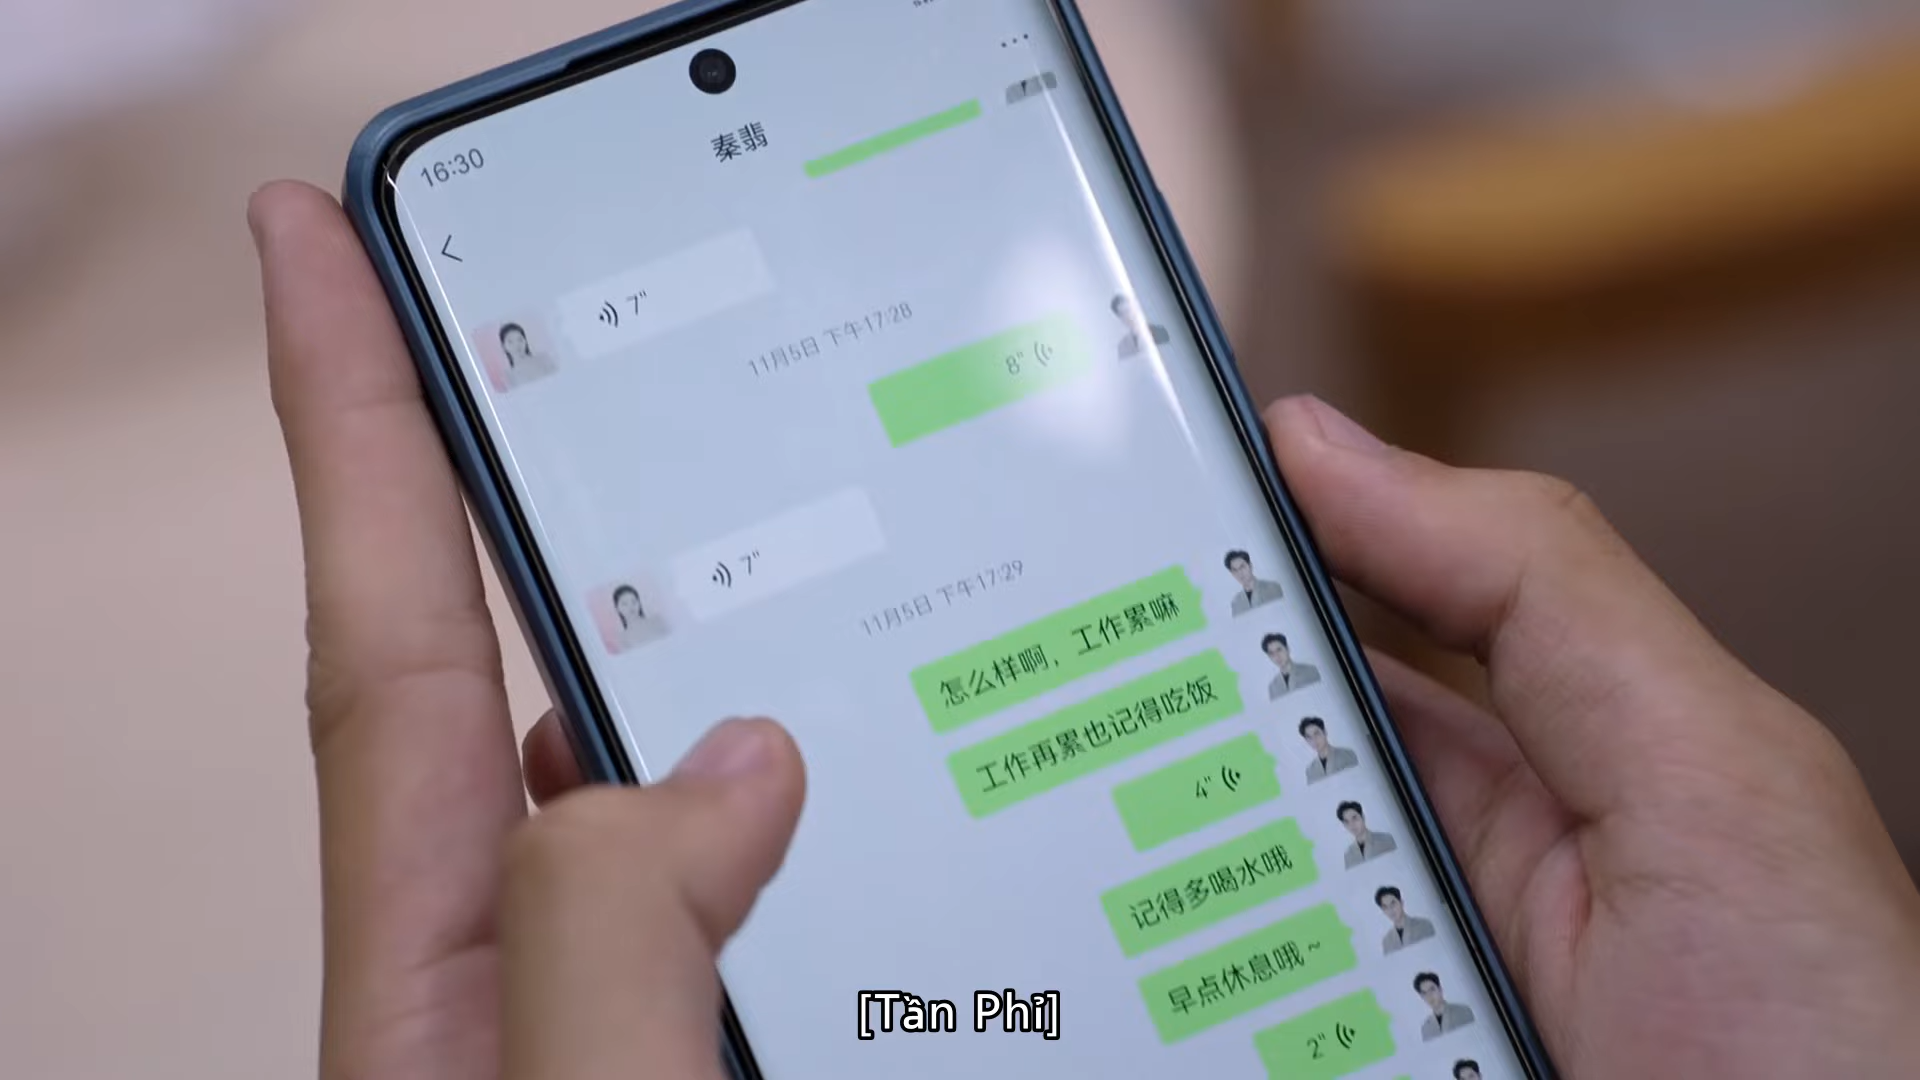 16:30
秦翡
7"
11月5日 下午17:28
8"
7"
11月5日 下午17:29
怎么样啊，工作累嘛
工作再累也记得吃饭
4"
记得多喝水哦
早点休息哦~
2"
[Tần Phỉ]